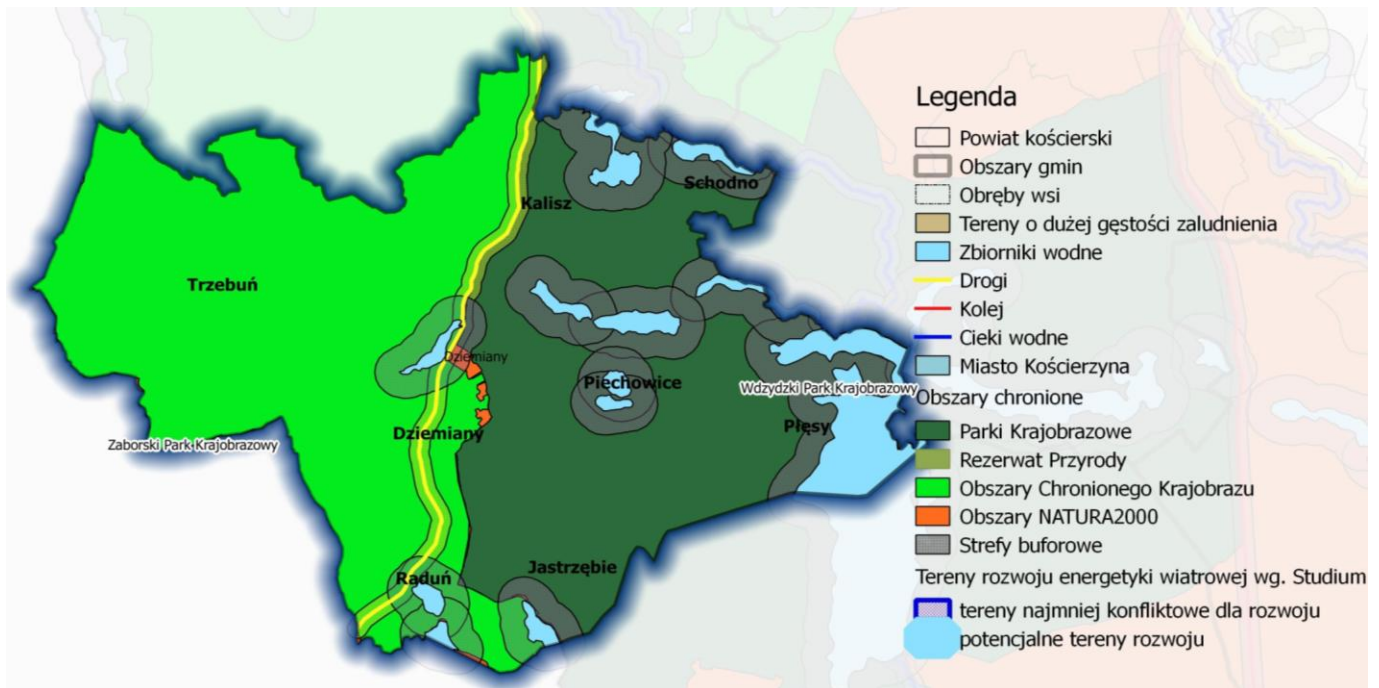 Legenda
Powiat kościerski
Obszary gmin
Obręby wsi
Tereny o dużej gęstości zaludnienia
Zbiorniki wodne
Drogi
Kolej
Cieki wodne
Miasto Kościerzyna
Obszary chronione
Parki Krajobrazowe
Rezerwat Przyrody
Obszary Chronionego Krajobrazu
Obszary NATURA2000
Strefy buforowe
Tereny rozwoju energetyki wiatrowej wg. Studium
tereny najmniej konfliktowe dla rozwoju
potencjalne tereny rozwoju
Schodno
Kalisz
Trzebuń
Dziemiany
Piechowice
Wdzydzki Park Krajobrazowy
Płęsy
Dziemiany
Zaborski Park Krajobrazowy
Jastrzębie
Raduń